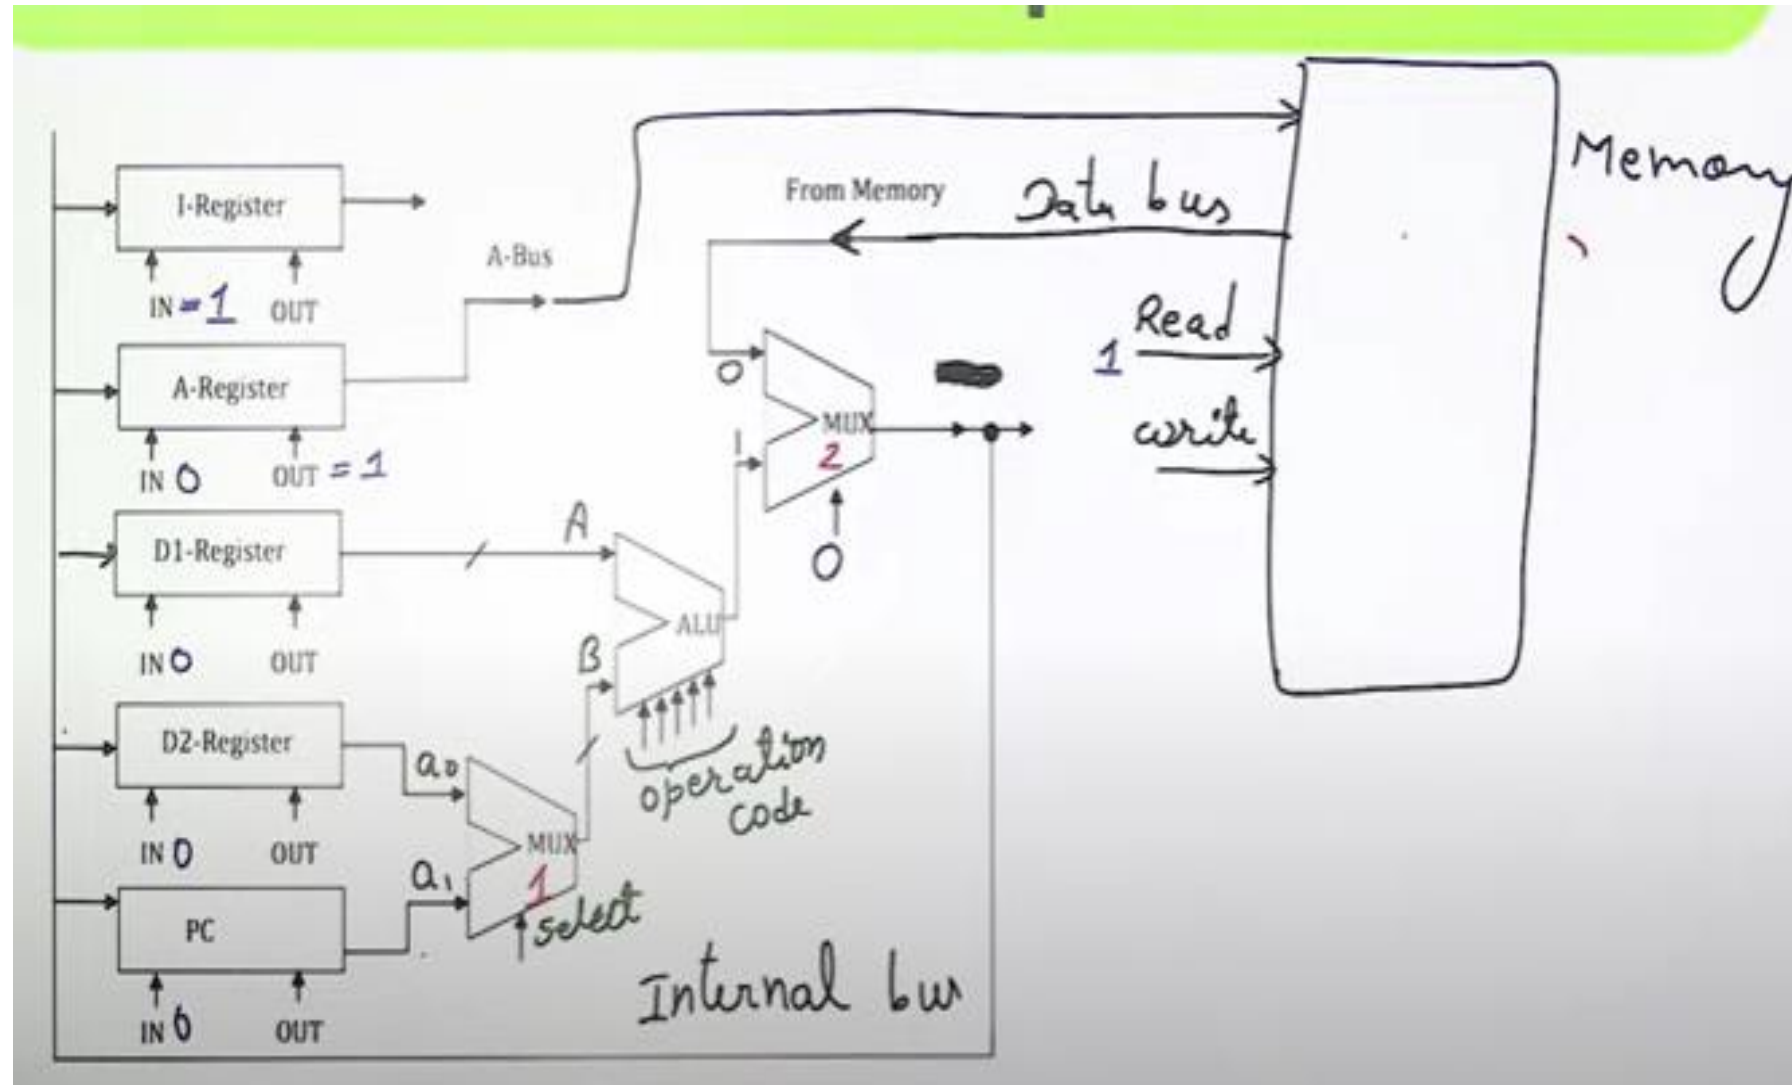 I-Register
IN = 1 OUT
A-Register
IN 0 OUT = 1
D1-Register
IN 0 OUT
D2-Register
IN 0 OUT
PC
IN 0 OUT
A-Bus
From Memory
Data bus
Memory
Read
1
write
0
1
MUX
2
0
A
B
ALU
operation
code
a0
a1
MUX
1
select
Internal bus